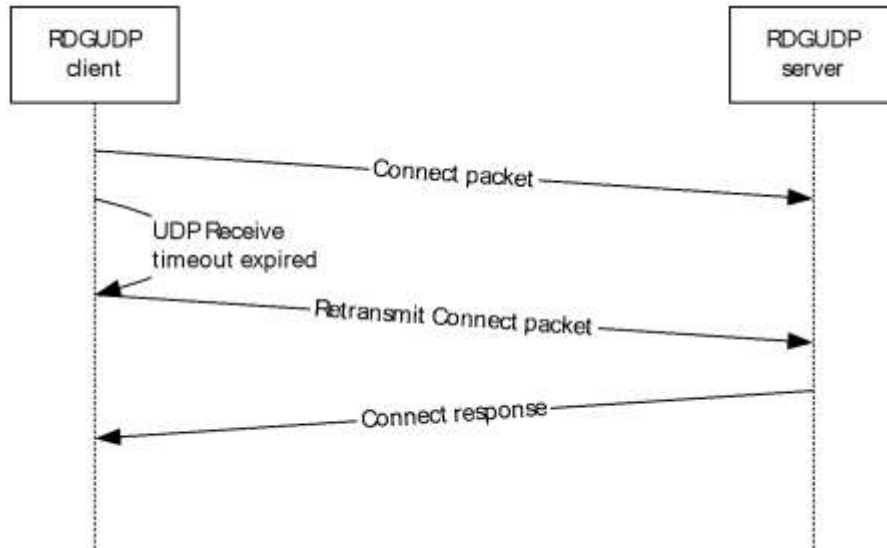 RDGUDP
client
RDGUDP
server
Connect packet
UDP Receive
timeout expired
Retransmit Connect packet
Connect response